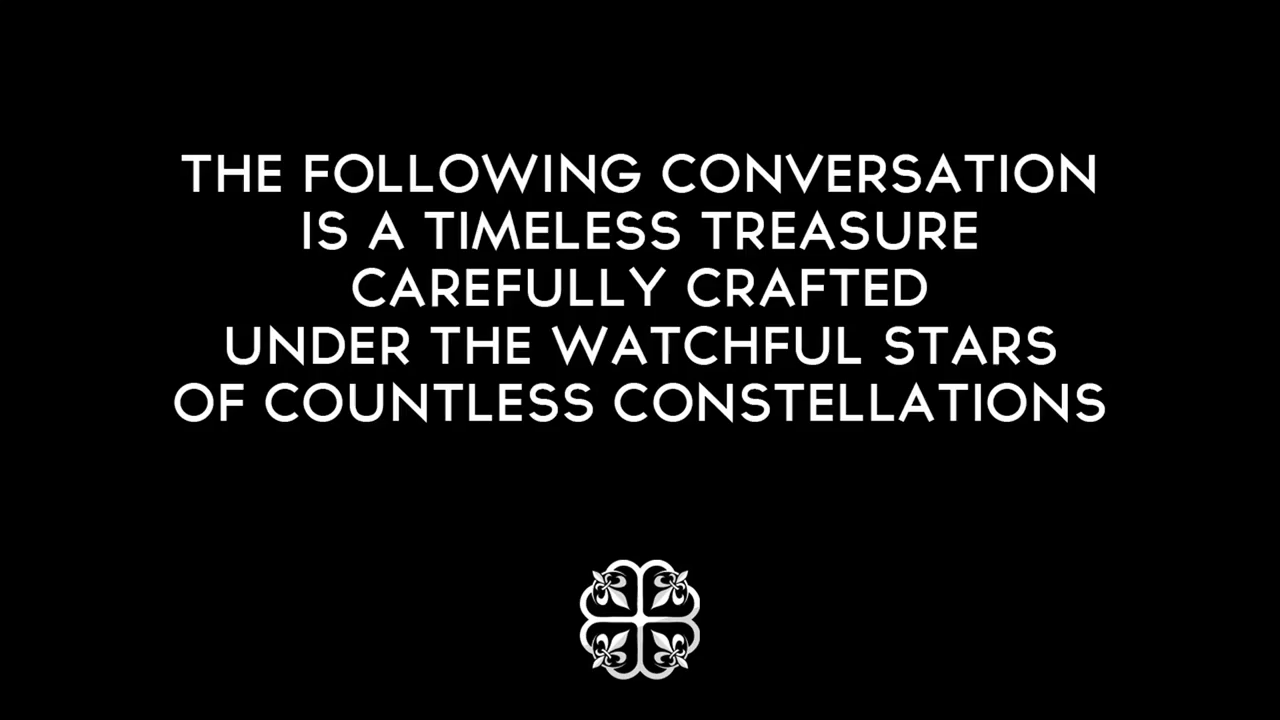 THE FOLLOWING CONVERSATION
IS A TIMELESS TREASURE
CAREFULLY CRAFTED
UNDER THE WATCHFUL STARS
OF COUNTLESS CONSTELLATIONS